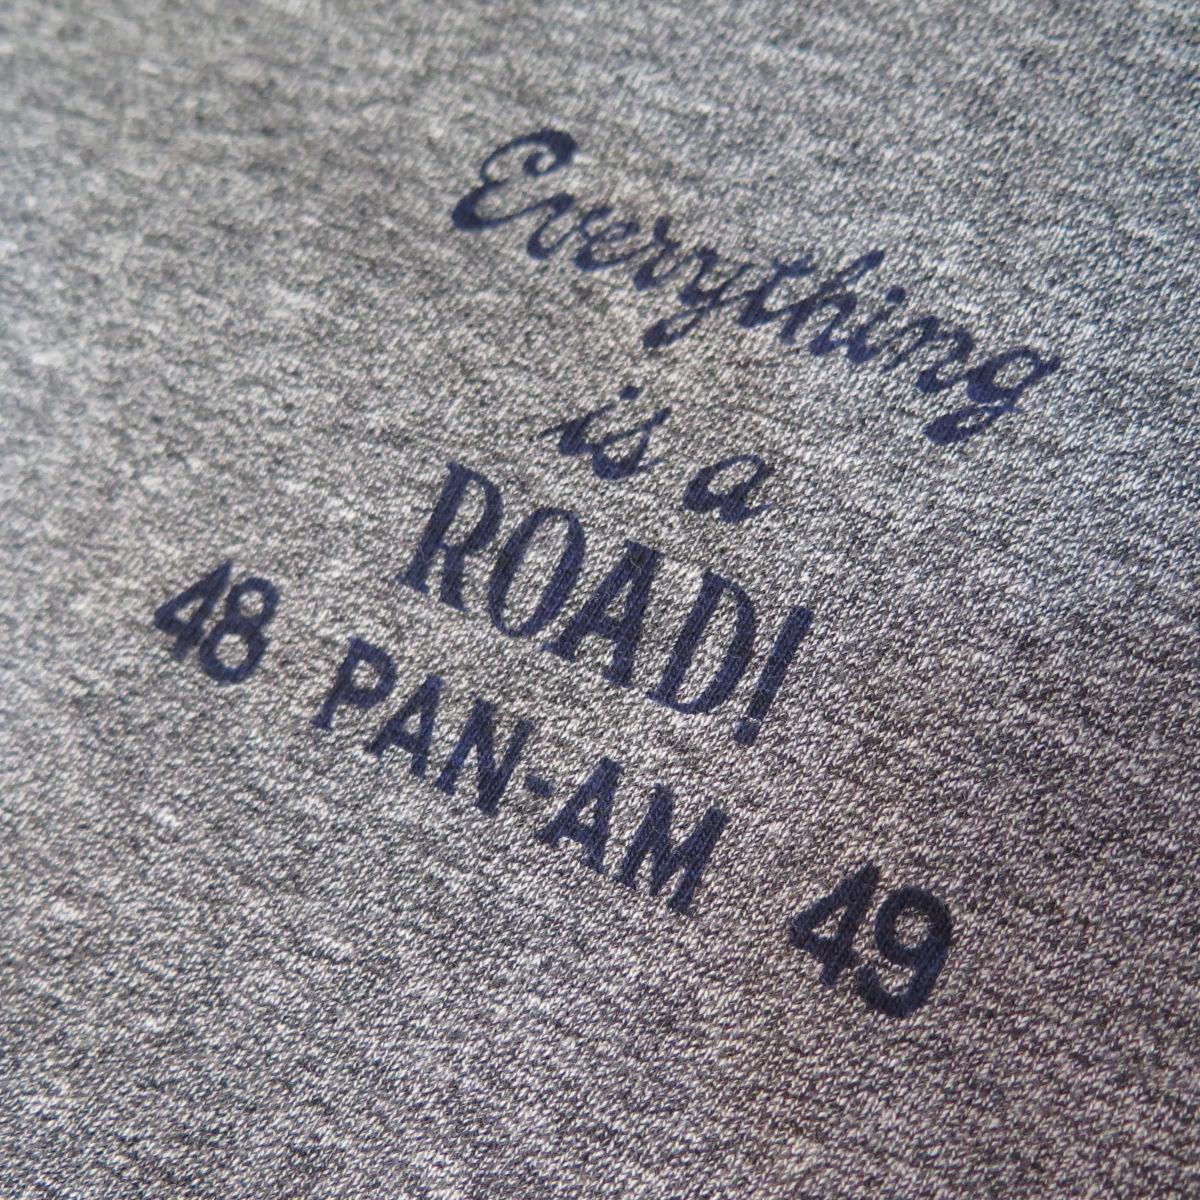 Everything
is a
ROAD!
48 PAN-AM 49